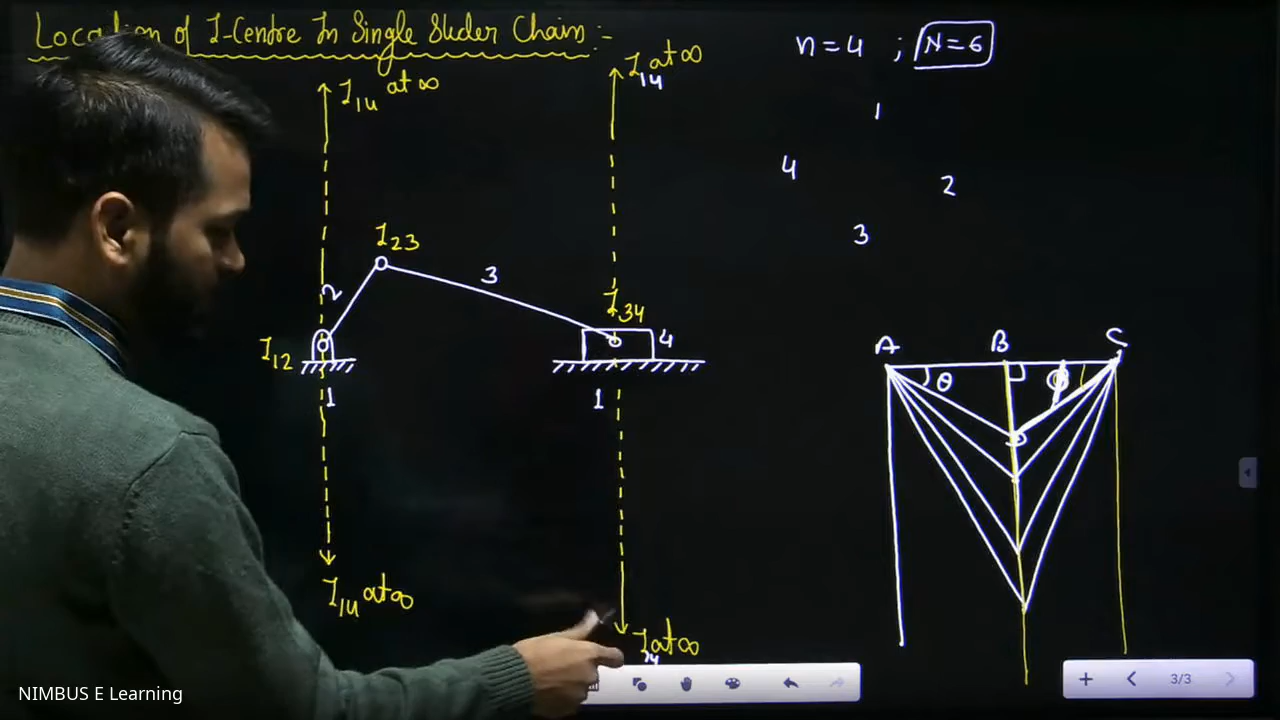 Location of I-Centre In Single Slider Chain:-
I14 at ∞
I14 at ∞
n=4 ; N=6
1
4
2
3
I23
2
3
I34
4
I12
1
1
A B C
θ
φ
D
I14 at ∞
I14 at ∞
3/3
NIMBUS E Learning